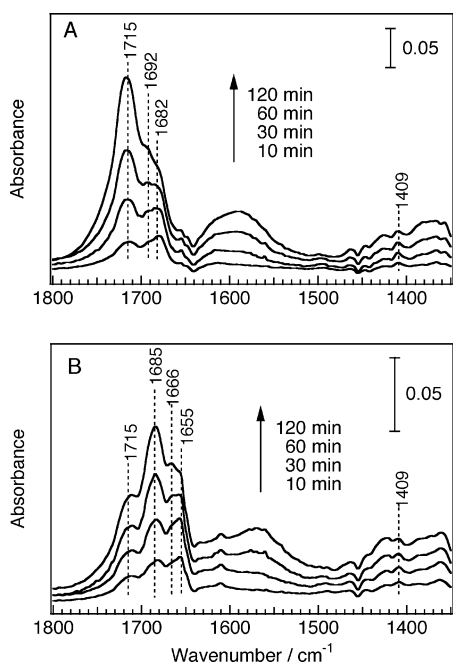 A
1715
1692
1682
0.05
120 min
60 min
30 min
10 min
1409
Absorbance
1800 1700 1600 1500 1400
B
1715
1685
1666
1655
0.05
120 min
60 min
30 min
10 min
1409
Absorbance
1800 1700 1600 1500 1400
Wavenumber / cm⁻¹